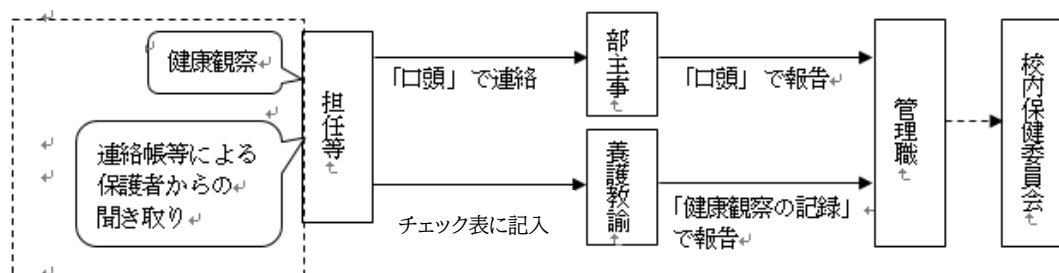 健康観察
連絡帳等による
保護者からの
聞き取り
担任等
「口頭」で連絡
チェック表に記入
部主事
養護教諭
「口頭」で報告
「健康観察の記録」
で報告
管理職
校内保健委員会